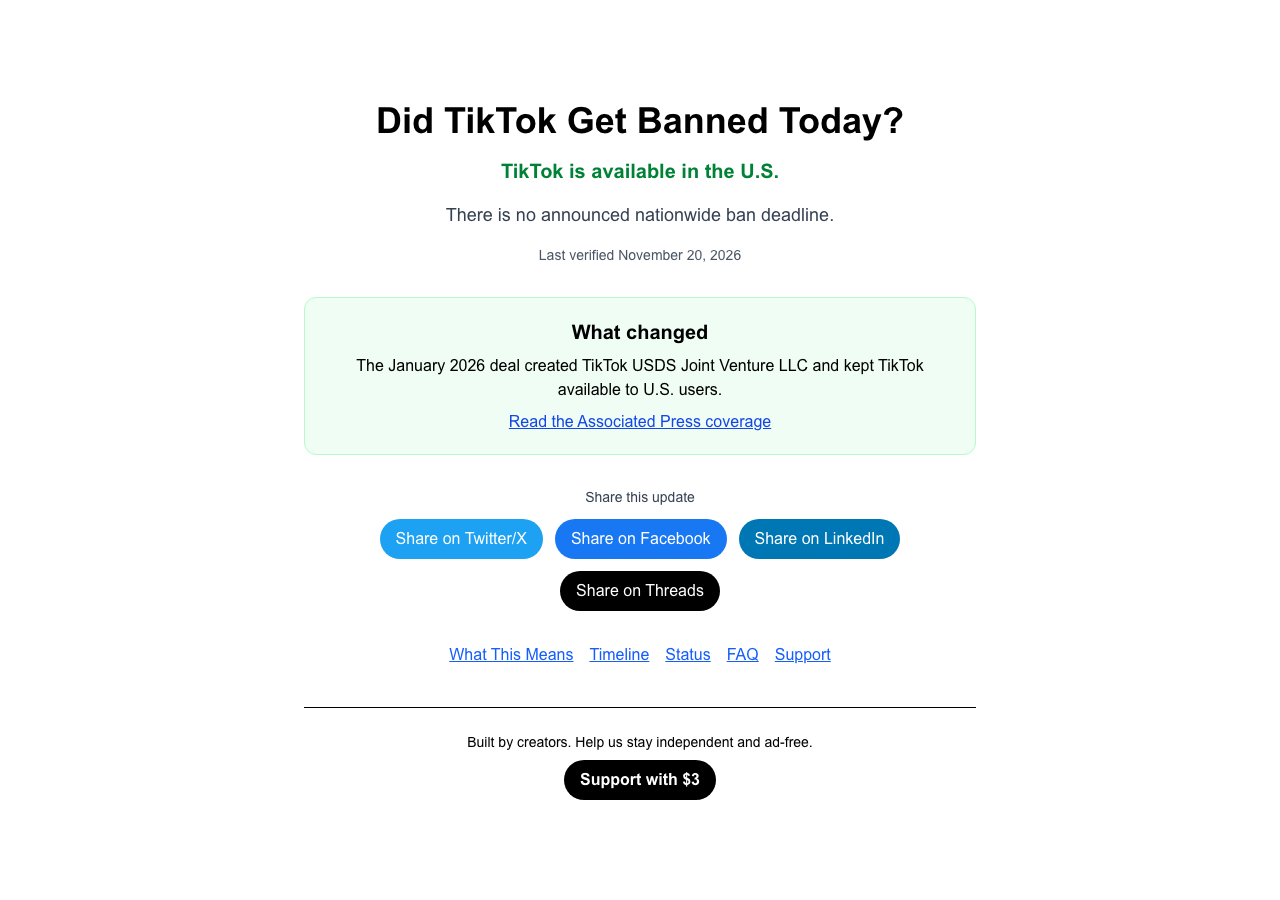 Did TikTok Get Banned Today?
TikTok is available in the U.S.
There is no announced nationwide ban deadline.
Last verified November 20, 2026
What changed
The January 2026 deal created TikTok USDS Joint Venture LLC and kept TikTok
available to U.S. users.
Read the Associated Press coverage
Share this update
Share on Twitter/X Share on Facebook Share on LinkedIn
Share on Threads
What This Means Timeline Status FAQ Support
Built by creators. Help us stay independent and ad-free.
Support with $3